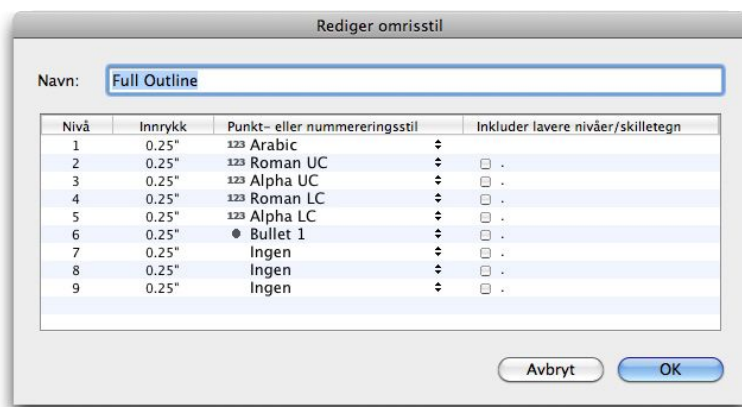 Rediger omrisstil
Navn: Full Outline
Nivå Innrykk Punkt- eller nummereringsstil Inkluder lavere nivåer/skilletegn
1 0.25" 123 Arabic
2 0.25" 123 Roman UC .
3 0.25" 123 Alpha UC .
4 0.25" 123 Roman LC .
5 0.25" 123 Alpha LC .
6 0.25" Bullet 1 .
7 0.25" Ingen .
8 0.25" Ingen .
9 0.25" Ingen .
Avbryt OK